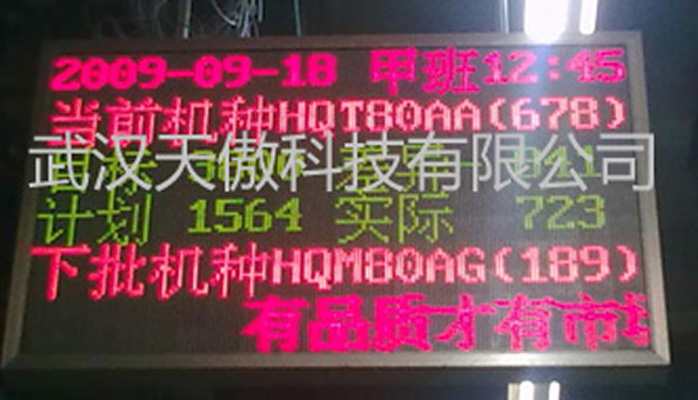 2009-09-18 甲班12:45
当前机种HQT80AA(678)
武汉天傲科技有限公司
计划 1564 实际 723
下批机种HQM80AG(189)
有品质才有市